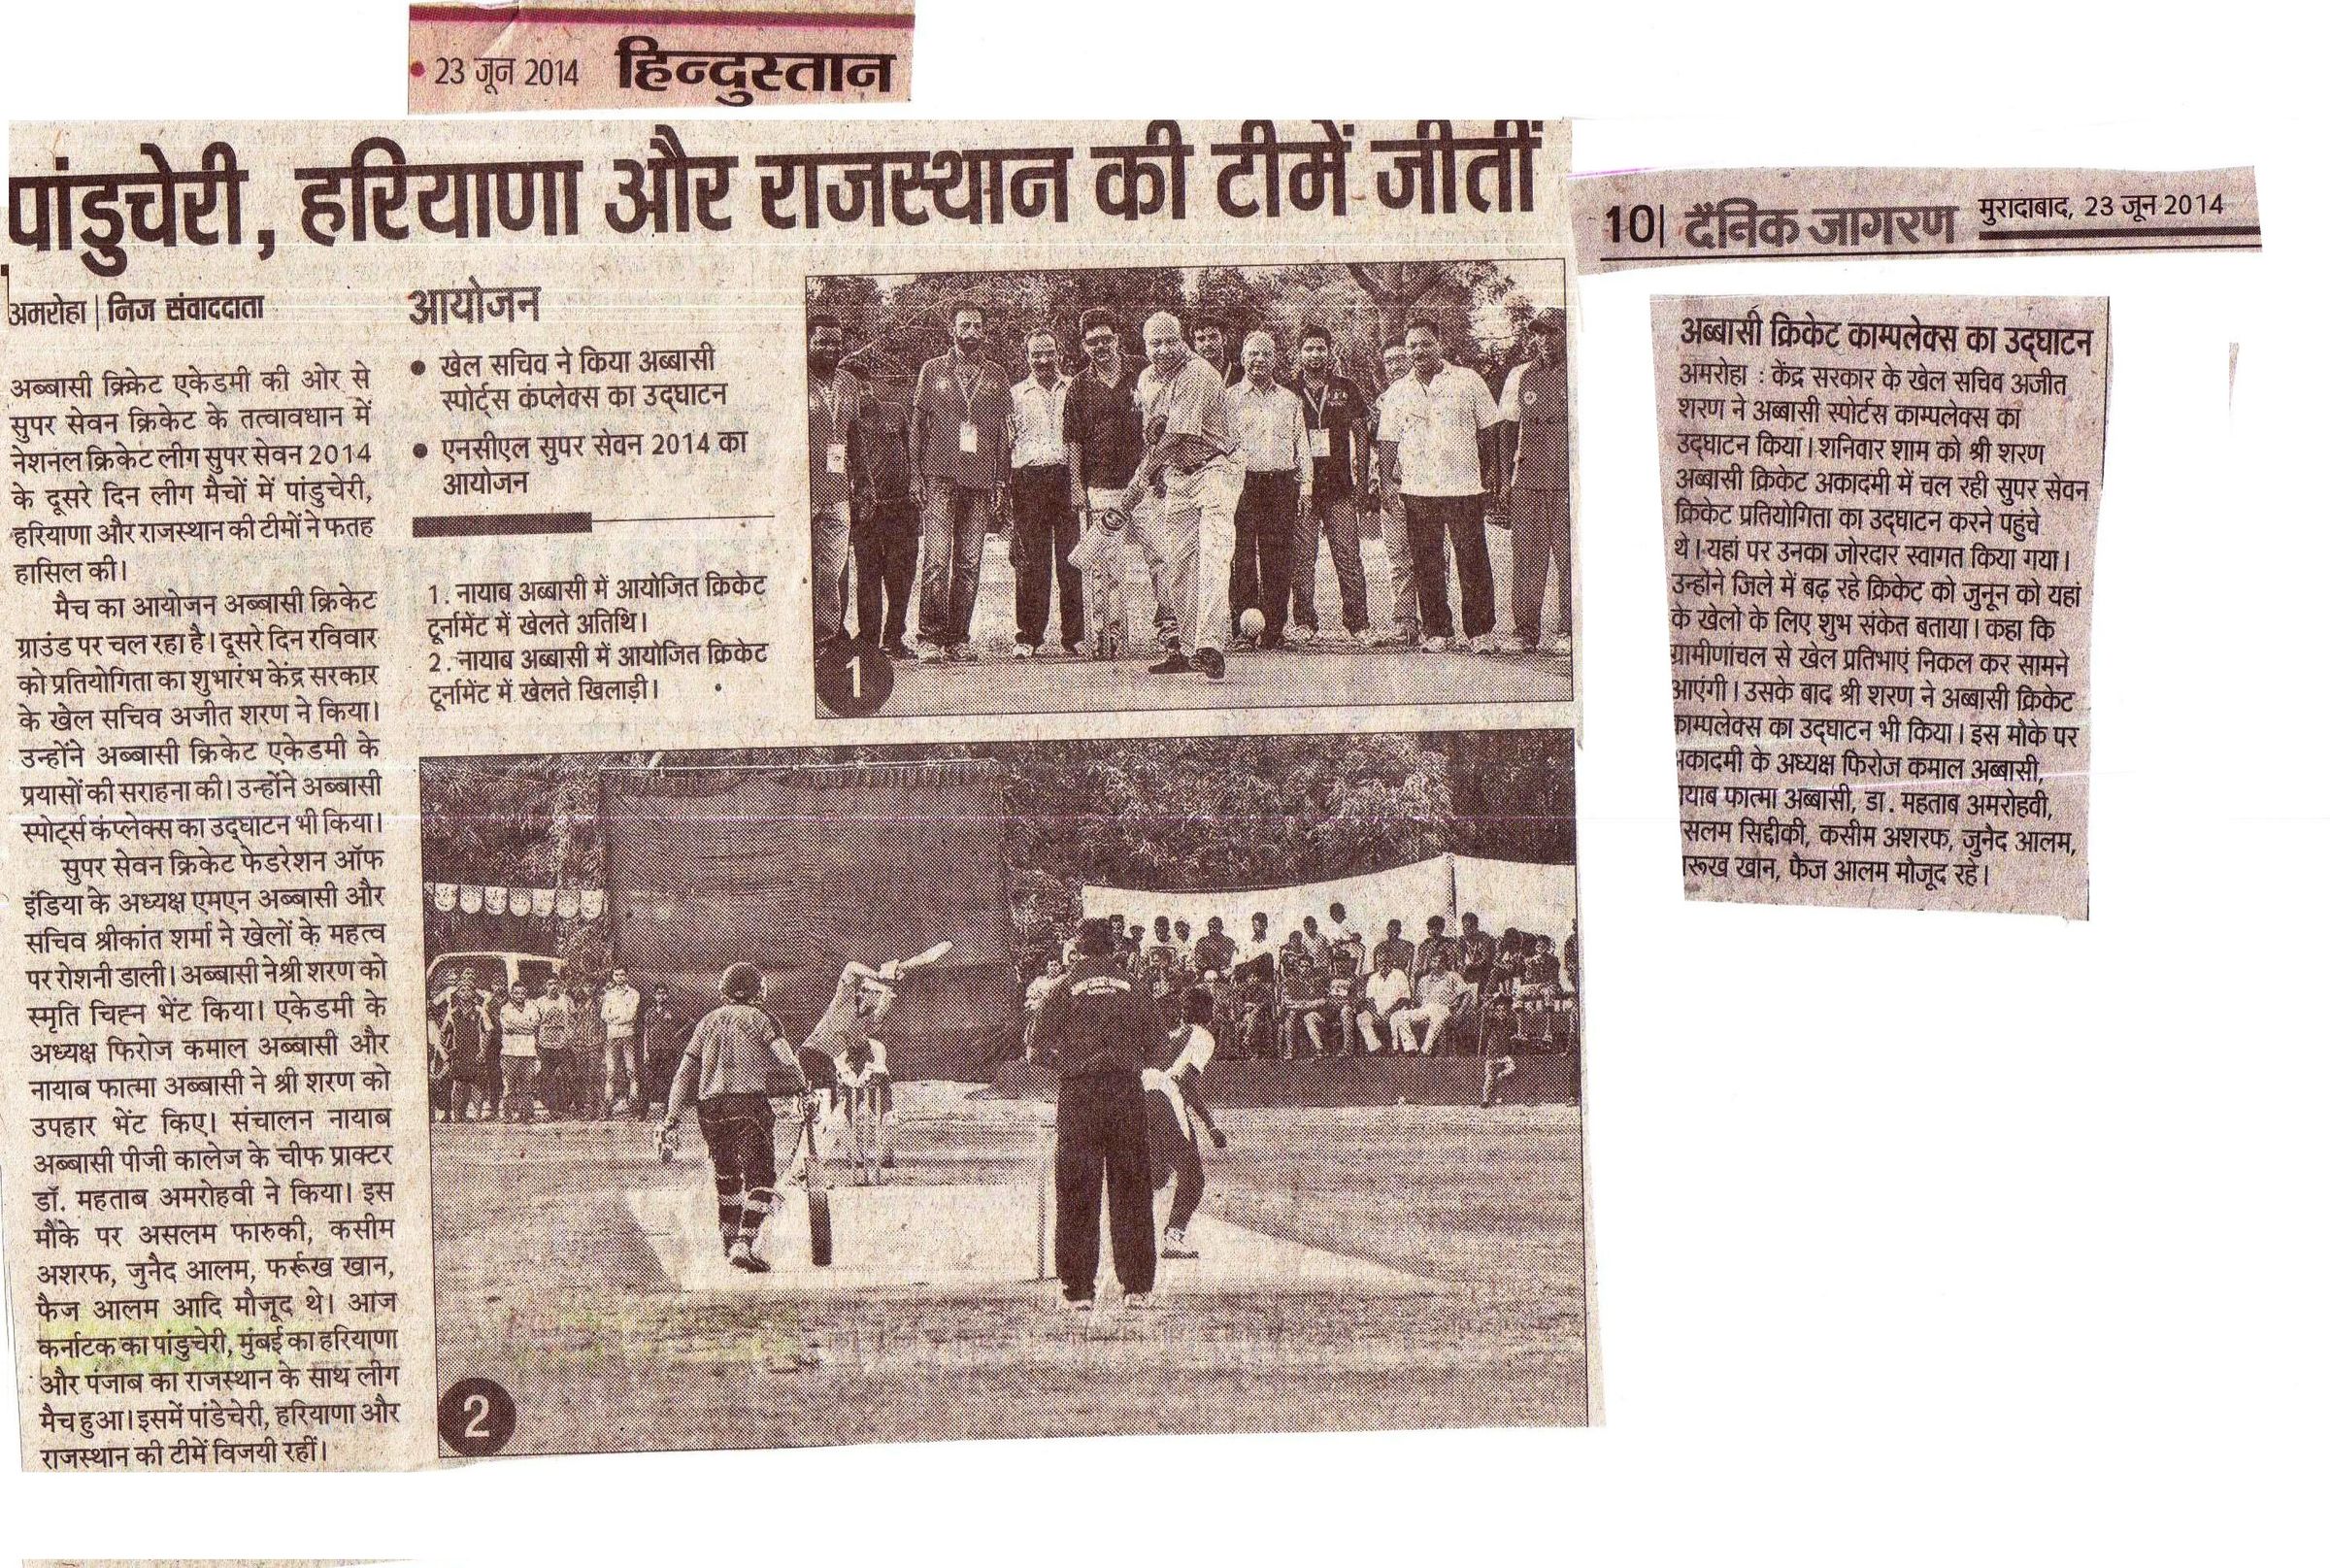 • 23 जून 2014 हिन्दुस्तान
पांडुचेरी, हरियाणा और राजस्थान की टीमें जीतीं
अमरोहा | निज संवाददाता
अब्बासी क्रिकेट एकेडमी की ओर से
सुपर सेवन क्रिकेट के तत्वावधान में
नेशनल क्रिकेट लीग सुपर सेवन 2014
के दूसरे दिन लीग मैचों में पांडुचेरी,
हरियाणा और राजस्थान की टीमों ने फतह
हासिल की।
मैच का आयोजन अब्बासी क्रिकेट
ग्राउंड पर चल रहा है। दूसरे दिन रविवार
को प्रतियोगिता का शुभारंभ केंद्र सरकार
के खेल सचिव अजीत शरण ने किया।
उन्होंने अब्बासी क्रिकेट एकेडमी के
प्रयासों की सराहना की। उन्होंने अब्बासी
स्पोर्ट्स कंप्लेक्स का उद्घाटन भी किया।
सुपर सेवन क्रिकेट फेडरेशन ऑफ
इंडिया के अध्यक्ष एमएन अब्बासी और
सचिव श्रीकांत शर्मा ने खेलों के महत्व
पर रोशनी डाली। अब्बासी ने श्री शरण को
स्मृति चिह्न भेंट किया। एकेडमी के
अध्यक्ष फिरोज कमाल अब्बासी और
नायाब फात्मा अब्बासी ने श्री शरण को
उपहार भेंट किए। संचालन नायाब
अब्बासी पीजी कालेज के चीफ प्राक्टर
डॉ. महताब अमरोहवी ने किया। इस
मौके पर असलम फारुकी, कसीम
अशरफ, जुनैद आलम, फर्रूख खान,
फैज आलम आदि मौजूद थे। आज
कर्नाटक का पांडुचेरी, मुंबई का हरियाणा
और पंजाब का राजस्थान के साथ लीग
मैच हुआ। इसमें पांडेचेरी, हरियाणा और
राजस्थान की टीमें विजयी रहीं।
आयोजन
• खेल सचिव ने किया अब्बासी
स्पोर्ट्स कंप्लेक्स का उद्घाटन
• एनसीएल सुपर सेवन 2014 का
आयोजन
1. नायाब अब्बासी में आयोजित क्रिकेट
टूर्नामेंट में खेलते अतिथि।
2. नायाब अब्बासी में आयोजित क्रिकेट
टूर्नामेंट में खेलते खिलाड़ी।
1
2
10| दैनिक जागरण मुरादाबाद, 23 जून 2014
अब्बासी क्रिकेट काम्पलेक्स का उद्घाटन
अमरोहा : केंद्र सरकार के खेल सचिव अजीत
शरण ने अब्बासी स्पोर्टस काम्पलेक्स का
उद्घाटन किया। शनिवार शाम को श्री शरण
अब्बासी क्रिकेट अकादमी में चल रही सुपर सेवन
क्रिकेट प्रतियोगिता का उद्घाटन करने पहुंचे
थे। यहां पर उनका जोरदार स्वागत किया गया।
उन्होंने जिले में बढ़ रहे क्रिकेट को जुनून को यहां
के खेलो के लिए शुभ संकेत बताया। कहा कि
ग्रामीणांचल से खेल प्रतिभाएं निकल कर सामने
आएंगी। उसके बाद श्री शरण ने अब्बासी क्रिकेट
काम्पलेक्स का उद्घाटन भी किया। इस मौके पर
कादमी के अध्यक्ष फिरोज कमाल अब्बासी,
याब फात्मा अब्बासी, डा. महताब अमरोहवी,
सलम सिद्दीकी, कसीम अशरफ, जुनैद आलम,
रूख खान, फैज आलम मौजूद रहे।